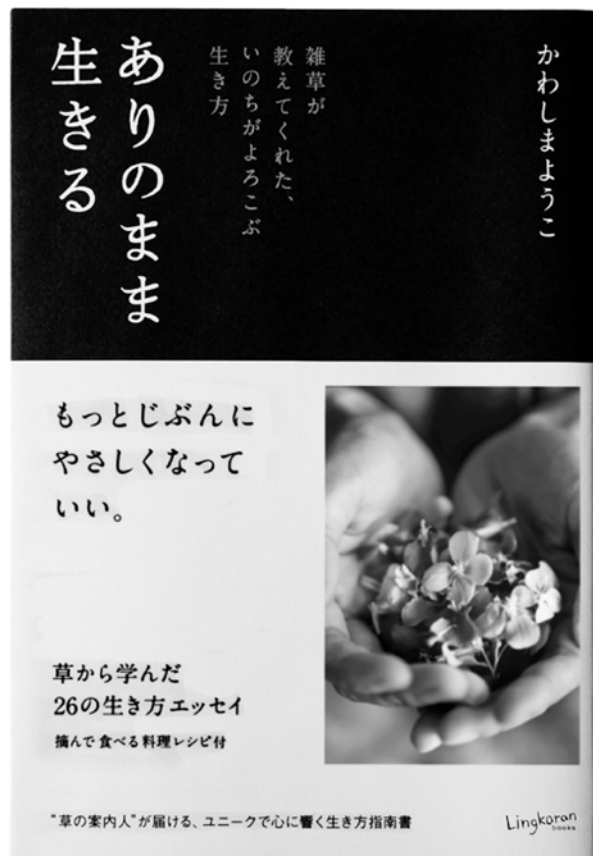 かわしまようこ
雑草が
教えてくれた、
いのちがよろこぶ
生き方
ありのまま
生きる
もっとじぶんに
やさしくなって
いい。
草から学んだ
26の生き方エッセイ
摘んで食べる料理レシピ付
“草の案内人”が届ける、ユニークで心に響く生き方指南書
Lingkaran
books